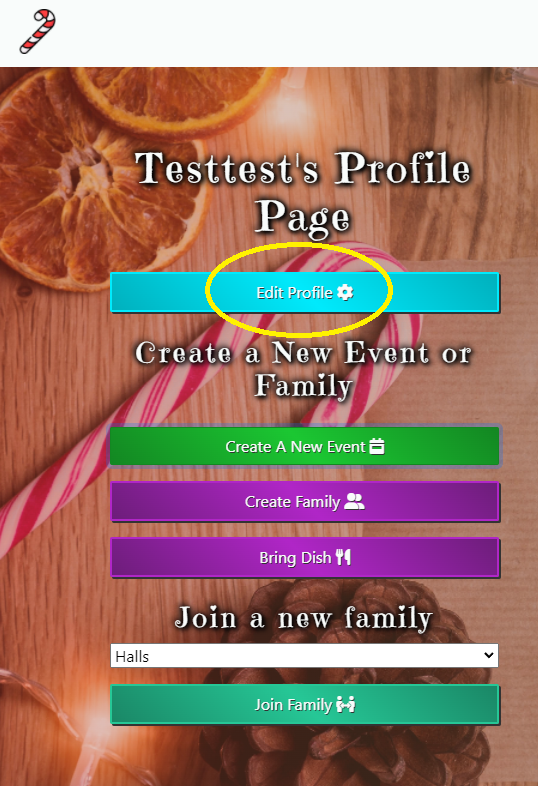 Testtest's Profile
Page
Edit Profile
Create a New Event or
Family
Create A New Event
Create Family
Bring Dish
Join a new family
Halls
Join Family